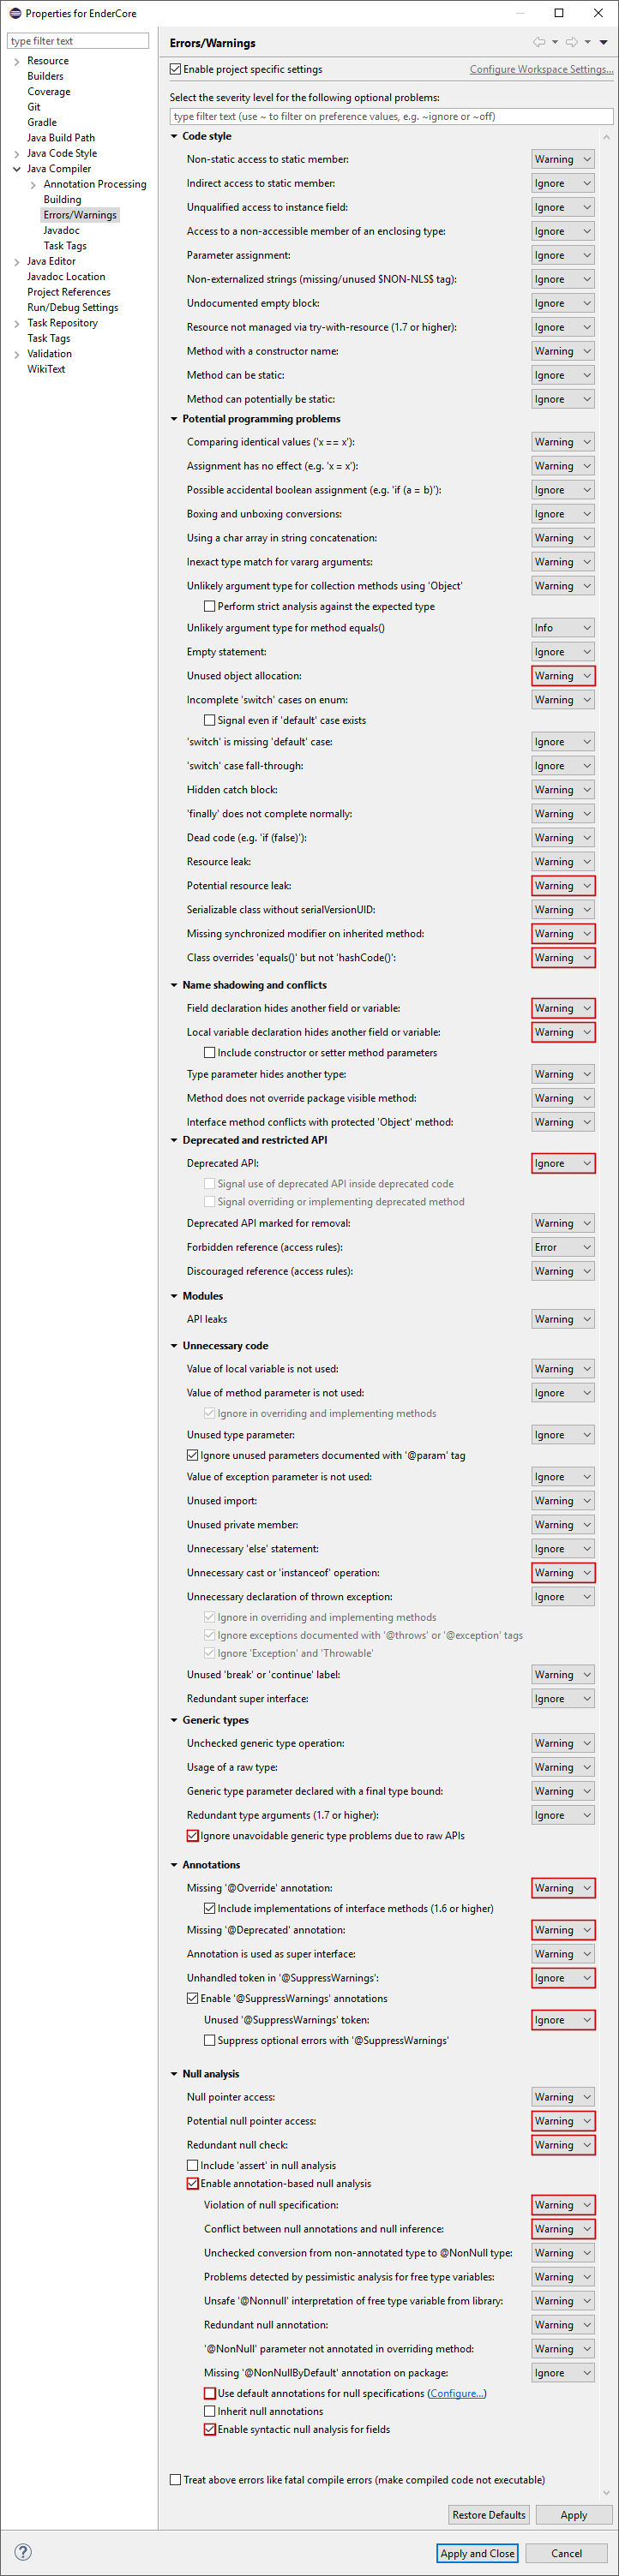 Properties for EnderCore
type filter text
Resource
Builders
Coverage
Git
Gradle
Java Build Path
Java Code Style
Java Compiler
Annotation Processing
Building
Errors/Warnings
Javadoc
Task Tags
Java Editor
Javadoc Location
Project References
Run/Debug Settings
Task Repository
Task Tags
Validation
WikiText
Errors/Warnings
Enable project specific settings Configure Workspace Settings...
Select the severity level for the following optional problems:
type filter text (use ~ to filter on preference values, e.g. ~ignore or ~off)
Code style
Non-static access to static member: Warning
Indirect access to static member: Ignore
Unqualified access to instance field: Ignore
Access to a non-accessible member of an enclosing type: Ignore
Parameter assignment: Ignore
Non-externalized strings (missing/unused $NON-NLS$ tag): Ignore
Undocumented empty block: Ignore
Resource not managed via try-with-resource (1.7 or higher): Ignore
Method with a constructor name: Warning
Method can be static: Ignore
Method can potentially be static: Ignore
Potential programming problems
Comparing identical values ('x == x'): Warning
Assignment has no effect (e.g. 'x = x'): Warning
Possible accidental boolean assignment (e.g. 'if (a = b)'): Ignore
Boxing and unboxing conversions: Ignore
Using a char array in string concatenation: Warning
Inexact type match for vararg arguments: Warning
Unlikely argument type for collection methods using 'Object' Warning
Perform strict analysis against the expected type
Unlikely argument type for method equals() Info
Empty statement: Ignore
Unused object allocation: Warning
Incomplete 'switch' cases on enum: Warning
Signal even if 'default' case exists
'switch' is missing 'default' case: Ignore
'switch' case fall-through: Ignore
Hidden catch block: Warning
'finally' does not complete normally: Warning
Dead code (e.g. 'if (false)'): Warning
Resource leak: Warning
Potential resource leak: Warning
Serializable class without serialVersionUID: Warning
Missing synchronized modifier on inherited method: Warning
Class overrides 'equals()' but not 'hashCode()': Warning
Name shadowing and conflicts
Field declaration hides another field or variable: Warning
Local variable declaration hides another field or variable: Warning
Include constructor or setter method parameters
Type parameter hides another type: Warning
Method does not override package visible method: Warning
Interface method conflicts with protected 'Object' method: Warning
Deprecated and restricted API
Deprecated API: Ignore
Signal use of deprecated API inside deprecated code
Signal overriding or implementing deprecated method
Deprecated API marked for removal: Warning
Forbidden reference (access rules): Error
Discouraged reference (access rules): Warning
Modules
API leaks Warning
Unnecessary code
Value of local variable is not used: Warning
Value of method parameter is not used: Ignore
Ignore in overriding and implementing methods
Unused type parameter: Ignore
Ignore unused parameters documented with '@param' tag
Value of exception parameter is not used: Ignore
Unused import: Warning
Unused private member: Warning
Unnecessary 'else' statement: Ignore
Unnecessary cast or 'instanceof' operation: Warning
Unnecessary declaration of thrown exception: Ignore
Ignore in overriding and implementing methods
Ignore exceptions documented with '@throws' or '@exception' tags
Ignore 'Exception' and 'Throwable'
Unused 'break' or 'continue' label: Warning
Redundant super interface: Ignore
Generic types
Unchecked generic type operation: Warning
Usage of a raw type: Warning
Generic type parameter declared with a final type bound: Warning
Redundant type arguments (1.7 or higher): Ignore
Ignore unavoidable generic type problems due to raw APIs
Annotations
Missing '@Override' annotation: Warning
Include implementations of interface methods (1.6 or higher)
Missing '@Deprecated' annotation: Warning
Annotation is used as super interface: Warning
Unhandled token in '@SuppressWarnings': Ignore
Enable '@SuppressWarnings' annotations
Unused '@SuppressWarnings' token: Ignore
Suppress optional errors with '@SuppressWarnings'
Null analysis
Null pointer access: Warning
Potential null pointer access: Warning
Redundant null check: Warning
Include 'assert' in null analysis
Enable annotation-based null analysis
Violation of null specification: Warning
Conflict between null annotations and null inference: Warning
Unchecked conversion from non-annotated type to @NonNull type: Warning
Problems detected by pessimistic analysis for free type variables: Warning
Unsafe '@Nonnull' interpretation of free type variable from library: Warning
Redundant null annotation: Warning
'@NonNull' parameter not annotated in overriding method: Warning
Missing '@NonNullByDefault' annotation on package: Ignore
Use default annotations for null specifications (Configure...)
Inherit null annotations
Enable syntactic null analysis for fields
Treat above errors like fatal compile errors (make compiled code not executable)
Restore Defaults Apply
? Apply and Close Cancel